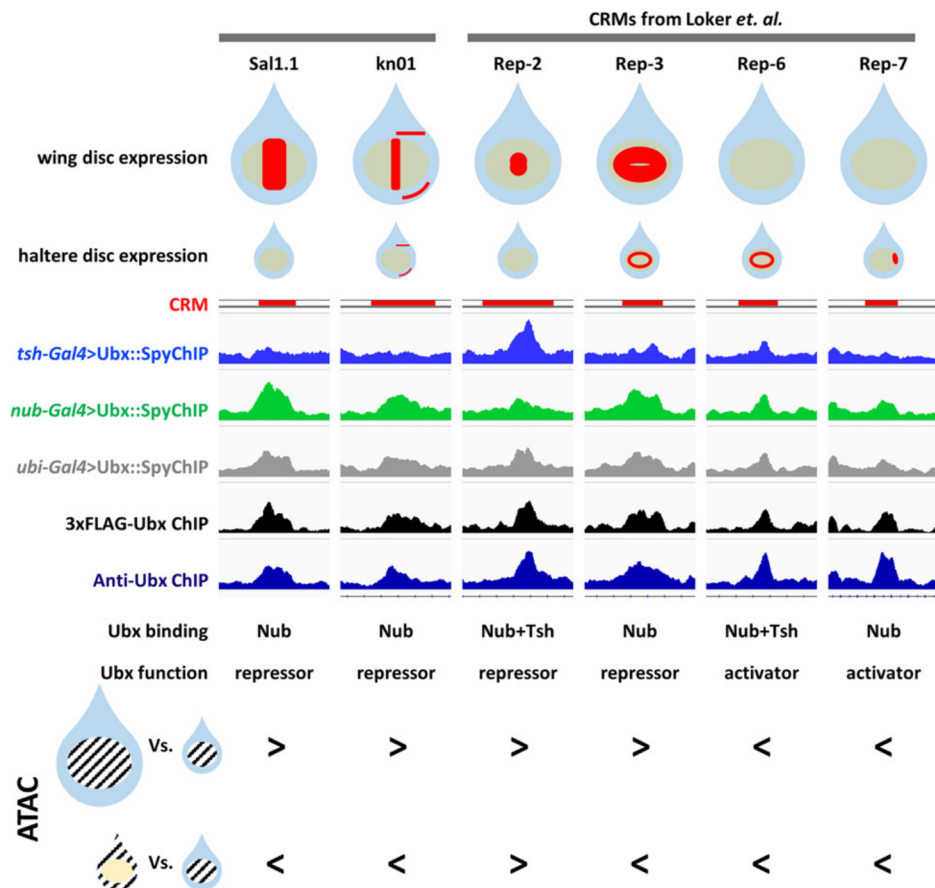 CRMs from Loker et. al.
Sal1.1 kn01 Rep-2 Rep-3 Rep-6 Rep-7
wing disc expression
haltere disc expression
CRM
tsh-Gal4>Ubx::SpyChIP
nub-Gal4>Ubx::SpyChIP
ubi-Gal4>Ubx::SpyChIP
3xFLAG-Ubx ChIP
Anti-Ubx ChIP
Ubx binding Nub Nub Nub+Tsh Nub Nub+Tsh Nub
Ubx function repressor repressor repressor repressor activator activator
ATAC
Vs. > > > > < <
Vs. < < > < < <